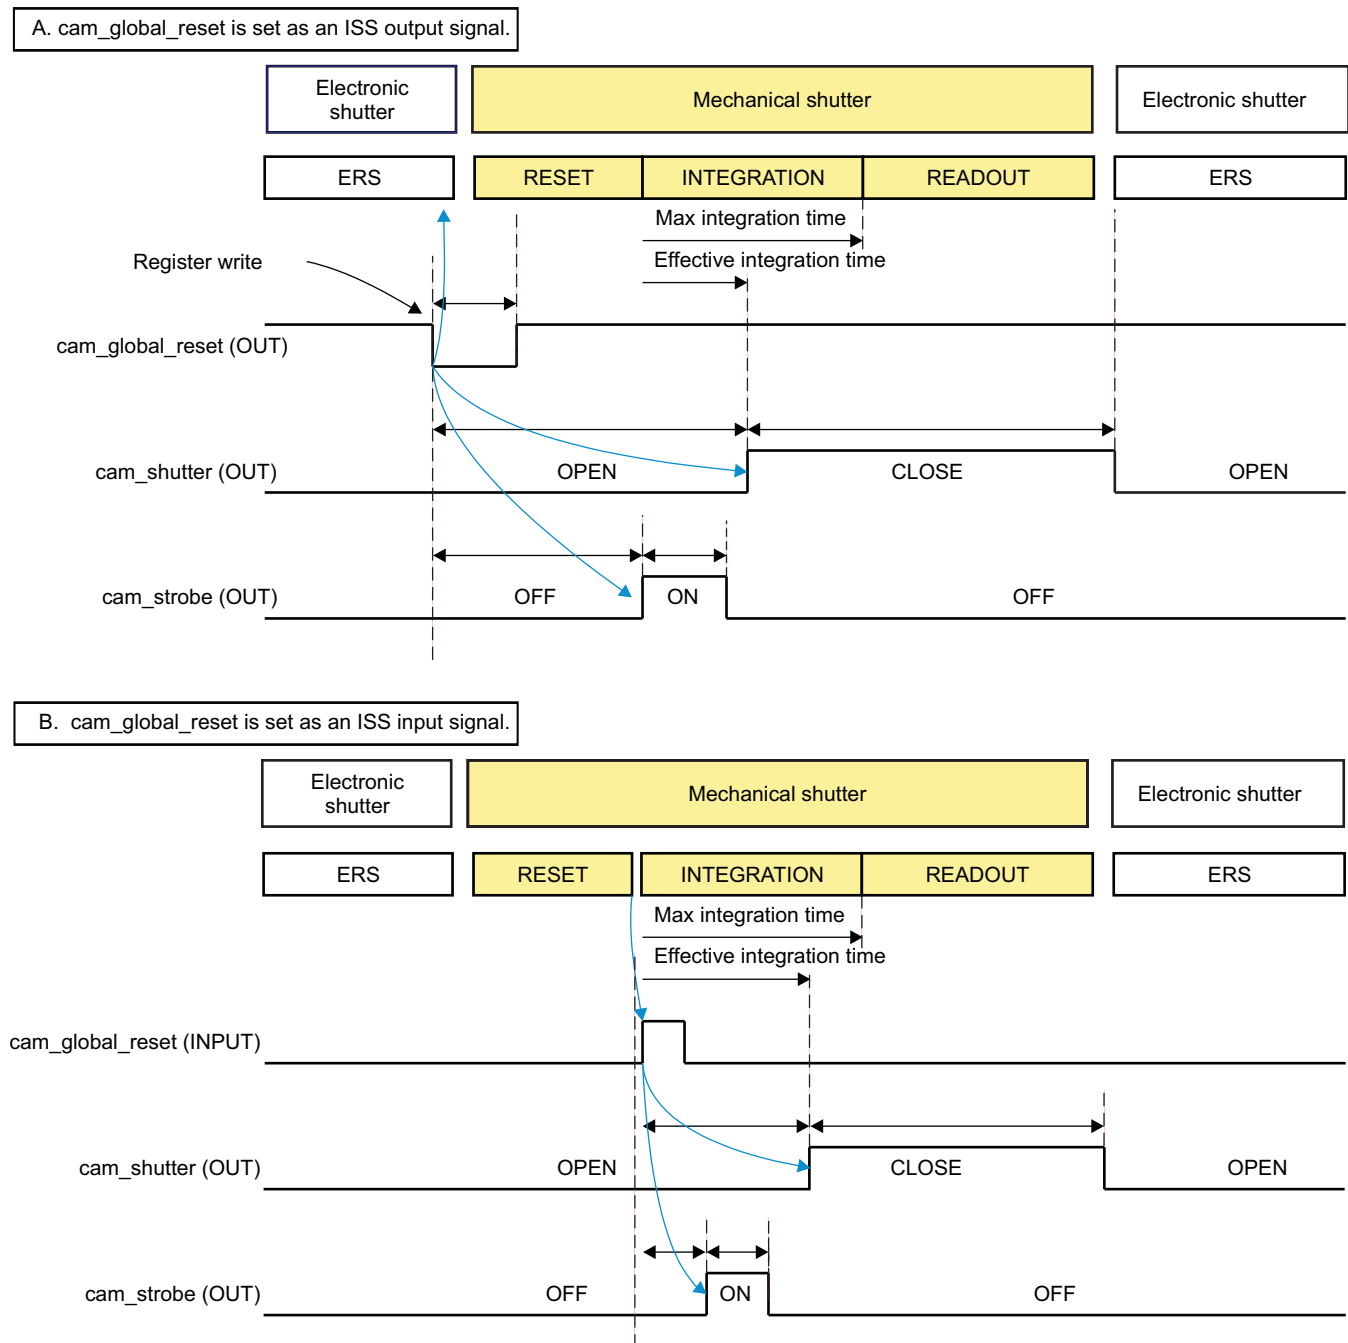 A. cam_global_reset is set as an ISS output signal.
Electronic
shutter
Mechanical shutter
Electronic shutter
ERS
RESET
INTEGRATION
READOUT
ERS
Max integration time
Effective integration time
Register write
cam_global_reset (OUT)
cam_shutter (OUT)
OPEN
CLOSE
OPEN
cam_strobe (OUT)
OFF
ON
OFF
B. cam_global_reset is set as an ISS input signal.
Electronic
shutter
Mechanical shutter
Electronic shutter
ERS
RESET
INTEGRATION
READOUT
ERS
Max integration time
Effective integration time
cam_global_reset (INPUT)
cam_shutter (OUT)
OPEN
CLOSE
OPEN
cam_strobe (OUT)
OFF
ON
OFF